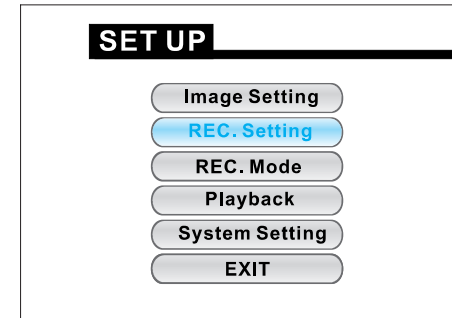 SET UP
Image Setting
REC. Setting
REC. Mode
Playback
System Setting
EXIT